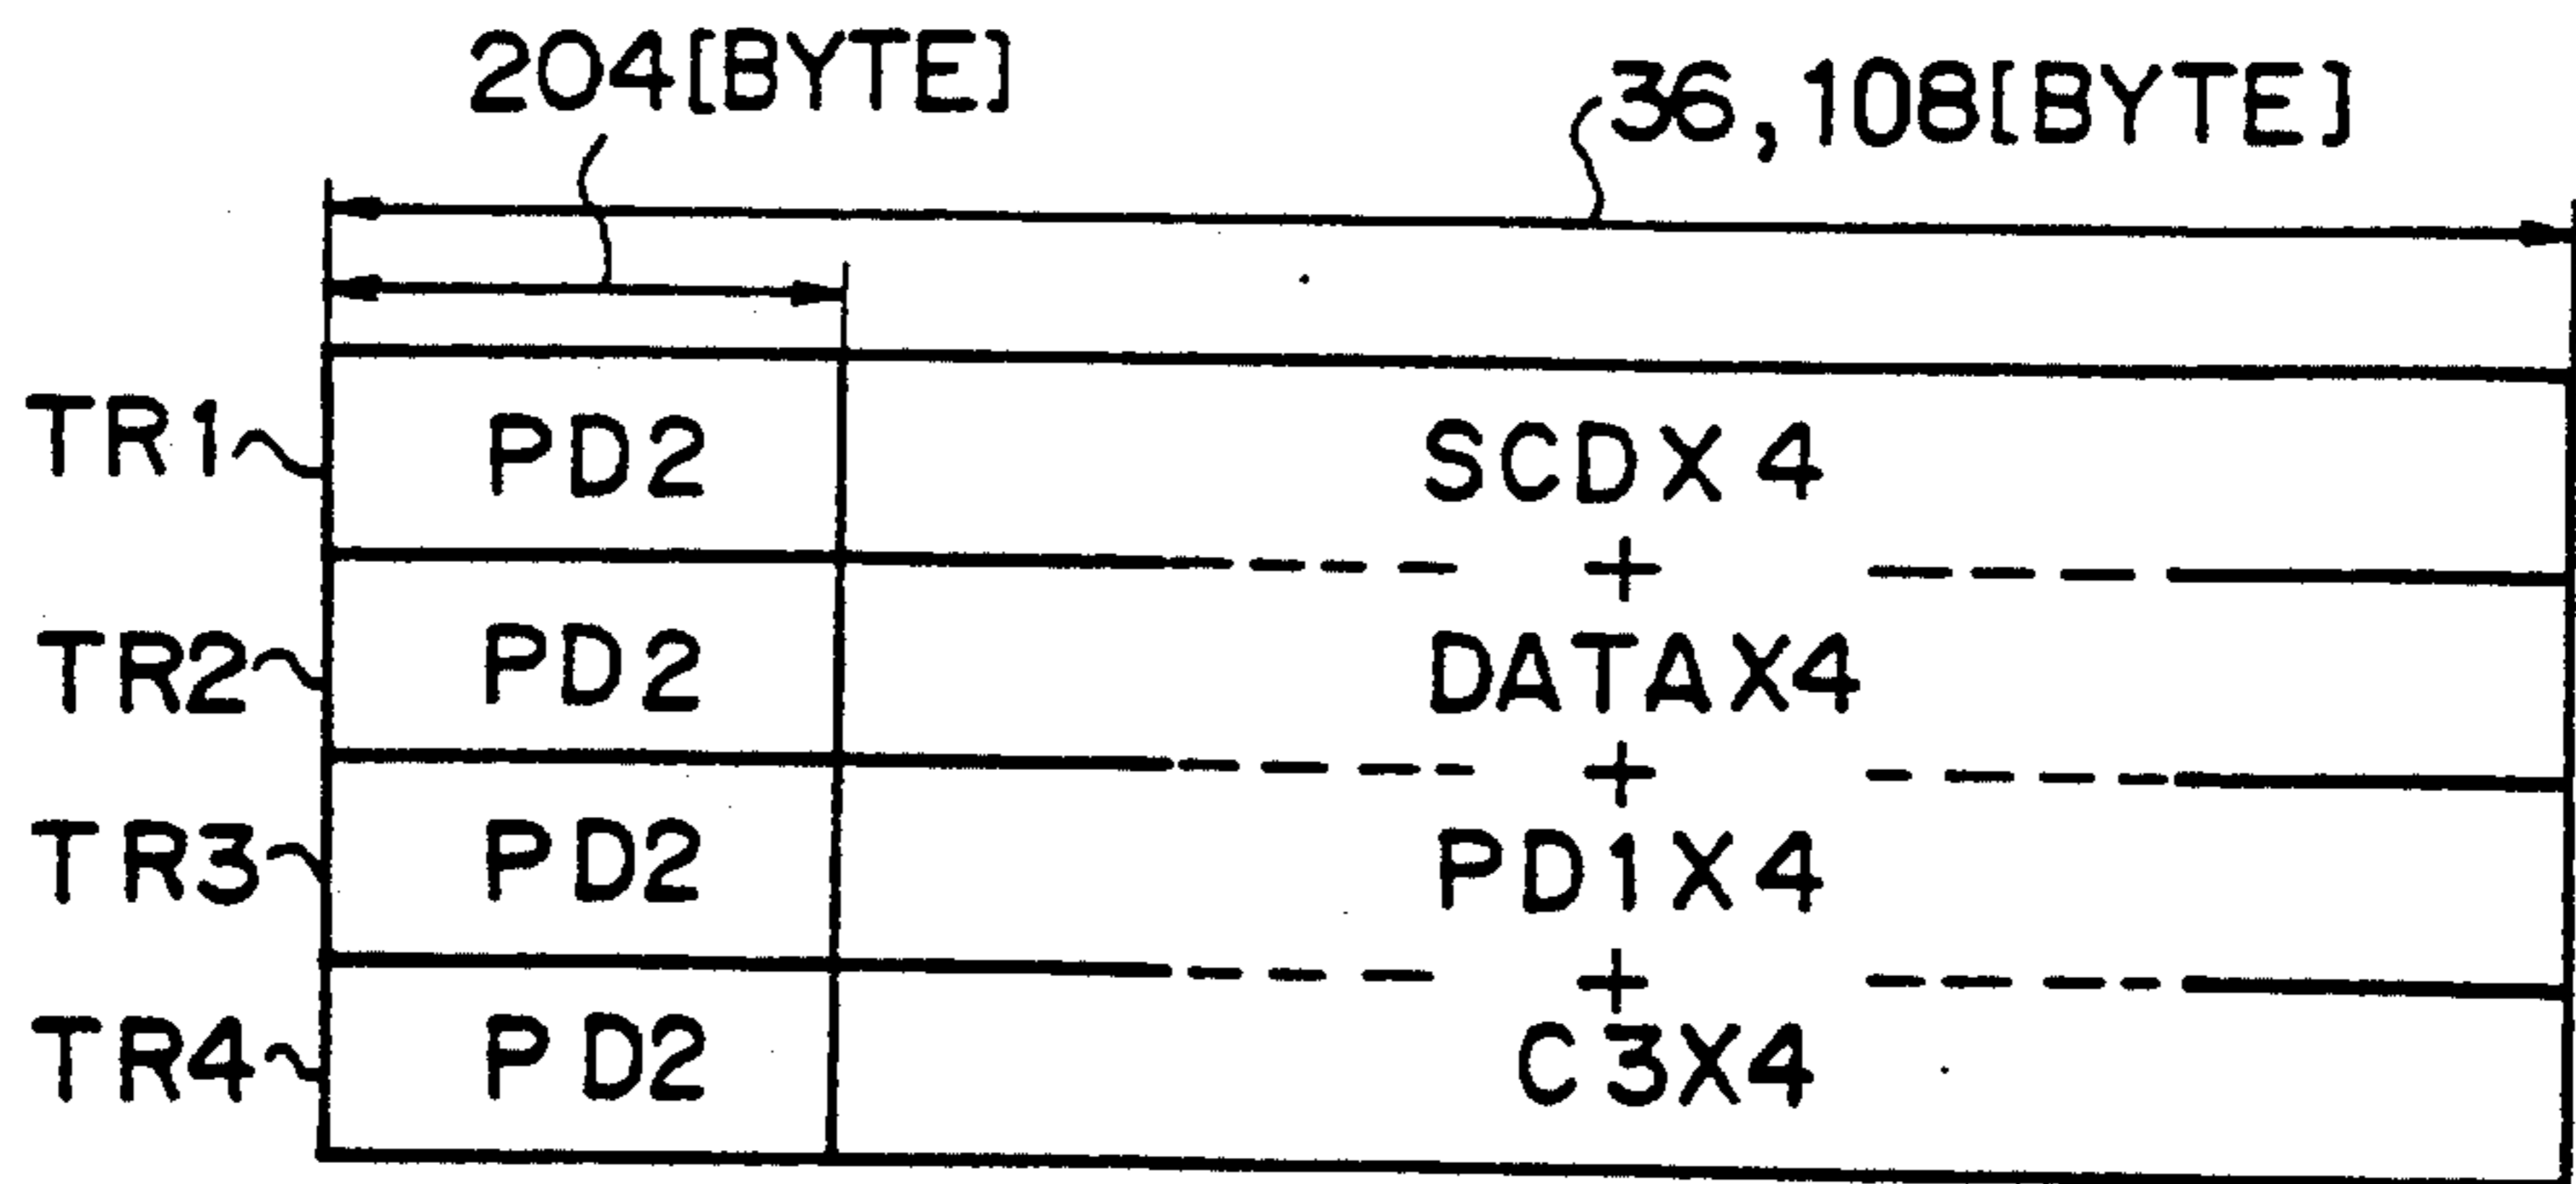 204[BYTE]
36,108[BYTE]
TR1 PD2 SCDX4
+
TR2 PD2 DATAX4
+
TR3 PD2 PD1X4
+
TR4 PD2 C3X4